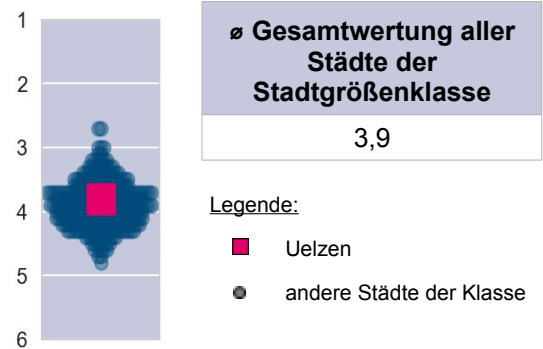 1
2
3
4
5
6
⌀ Gesamtwertung aller
Städte der
Stadtgrößenklasse
3,9
Legende:
Uelzen
andere Städte der Klasse